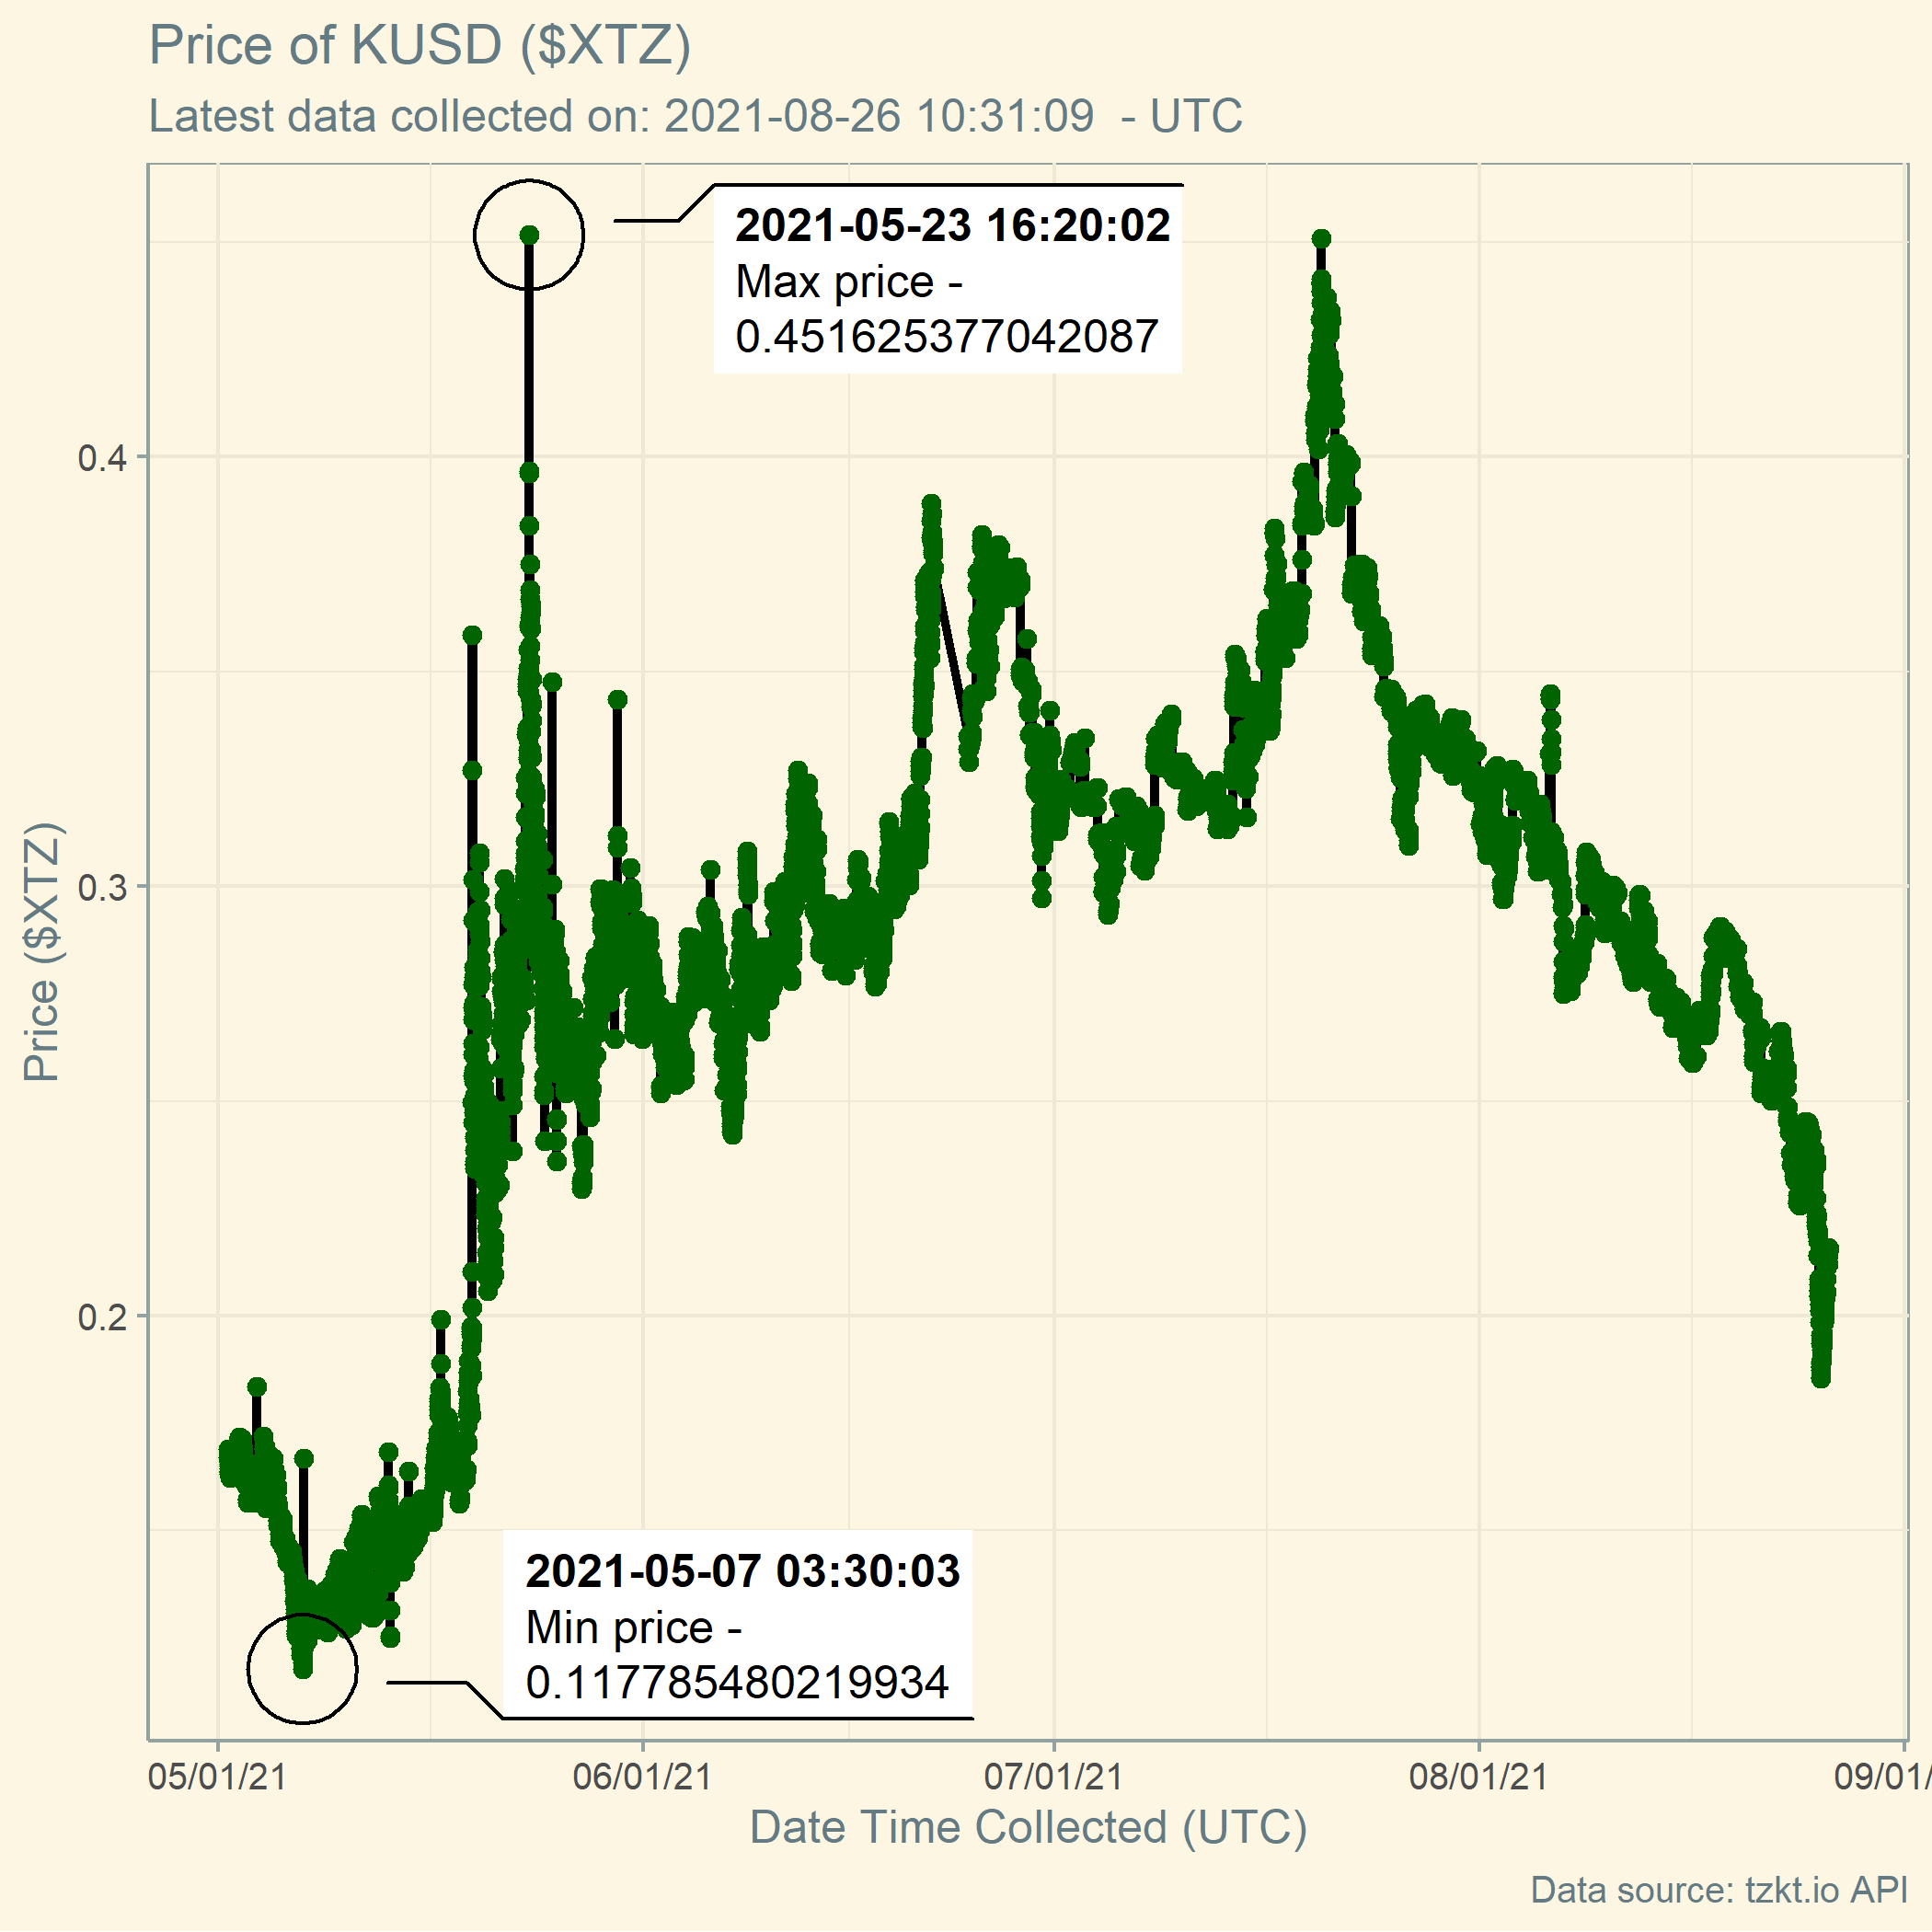 Price of KUSD ($XTZ)
Latest data collected on: 2021-08-26 10:31:09  - UTC
2021-05-23 16:20:02
Max price -
0.451625377042087
0.4
0.3
0.2
Price ($XTZ)
2021-05-07 03:30:03
Min price -
0.117785480219934
05/01/21
06/01/21
07/01/21
08/01/21
09/01/
Date Time Collected (UTC)
Data source: tzkt.io API